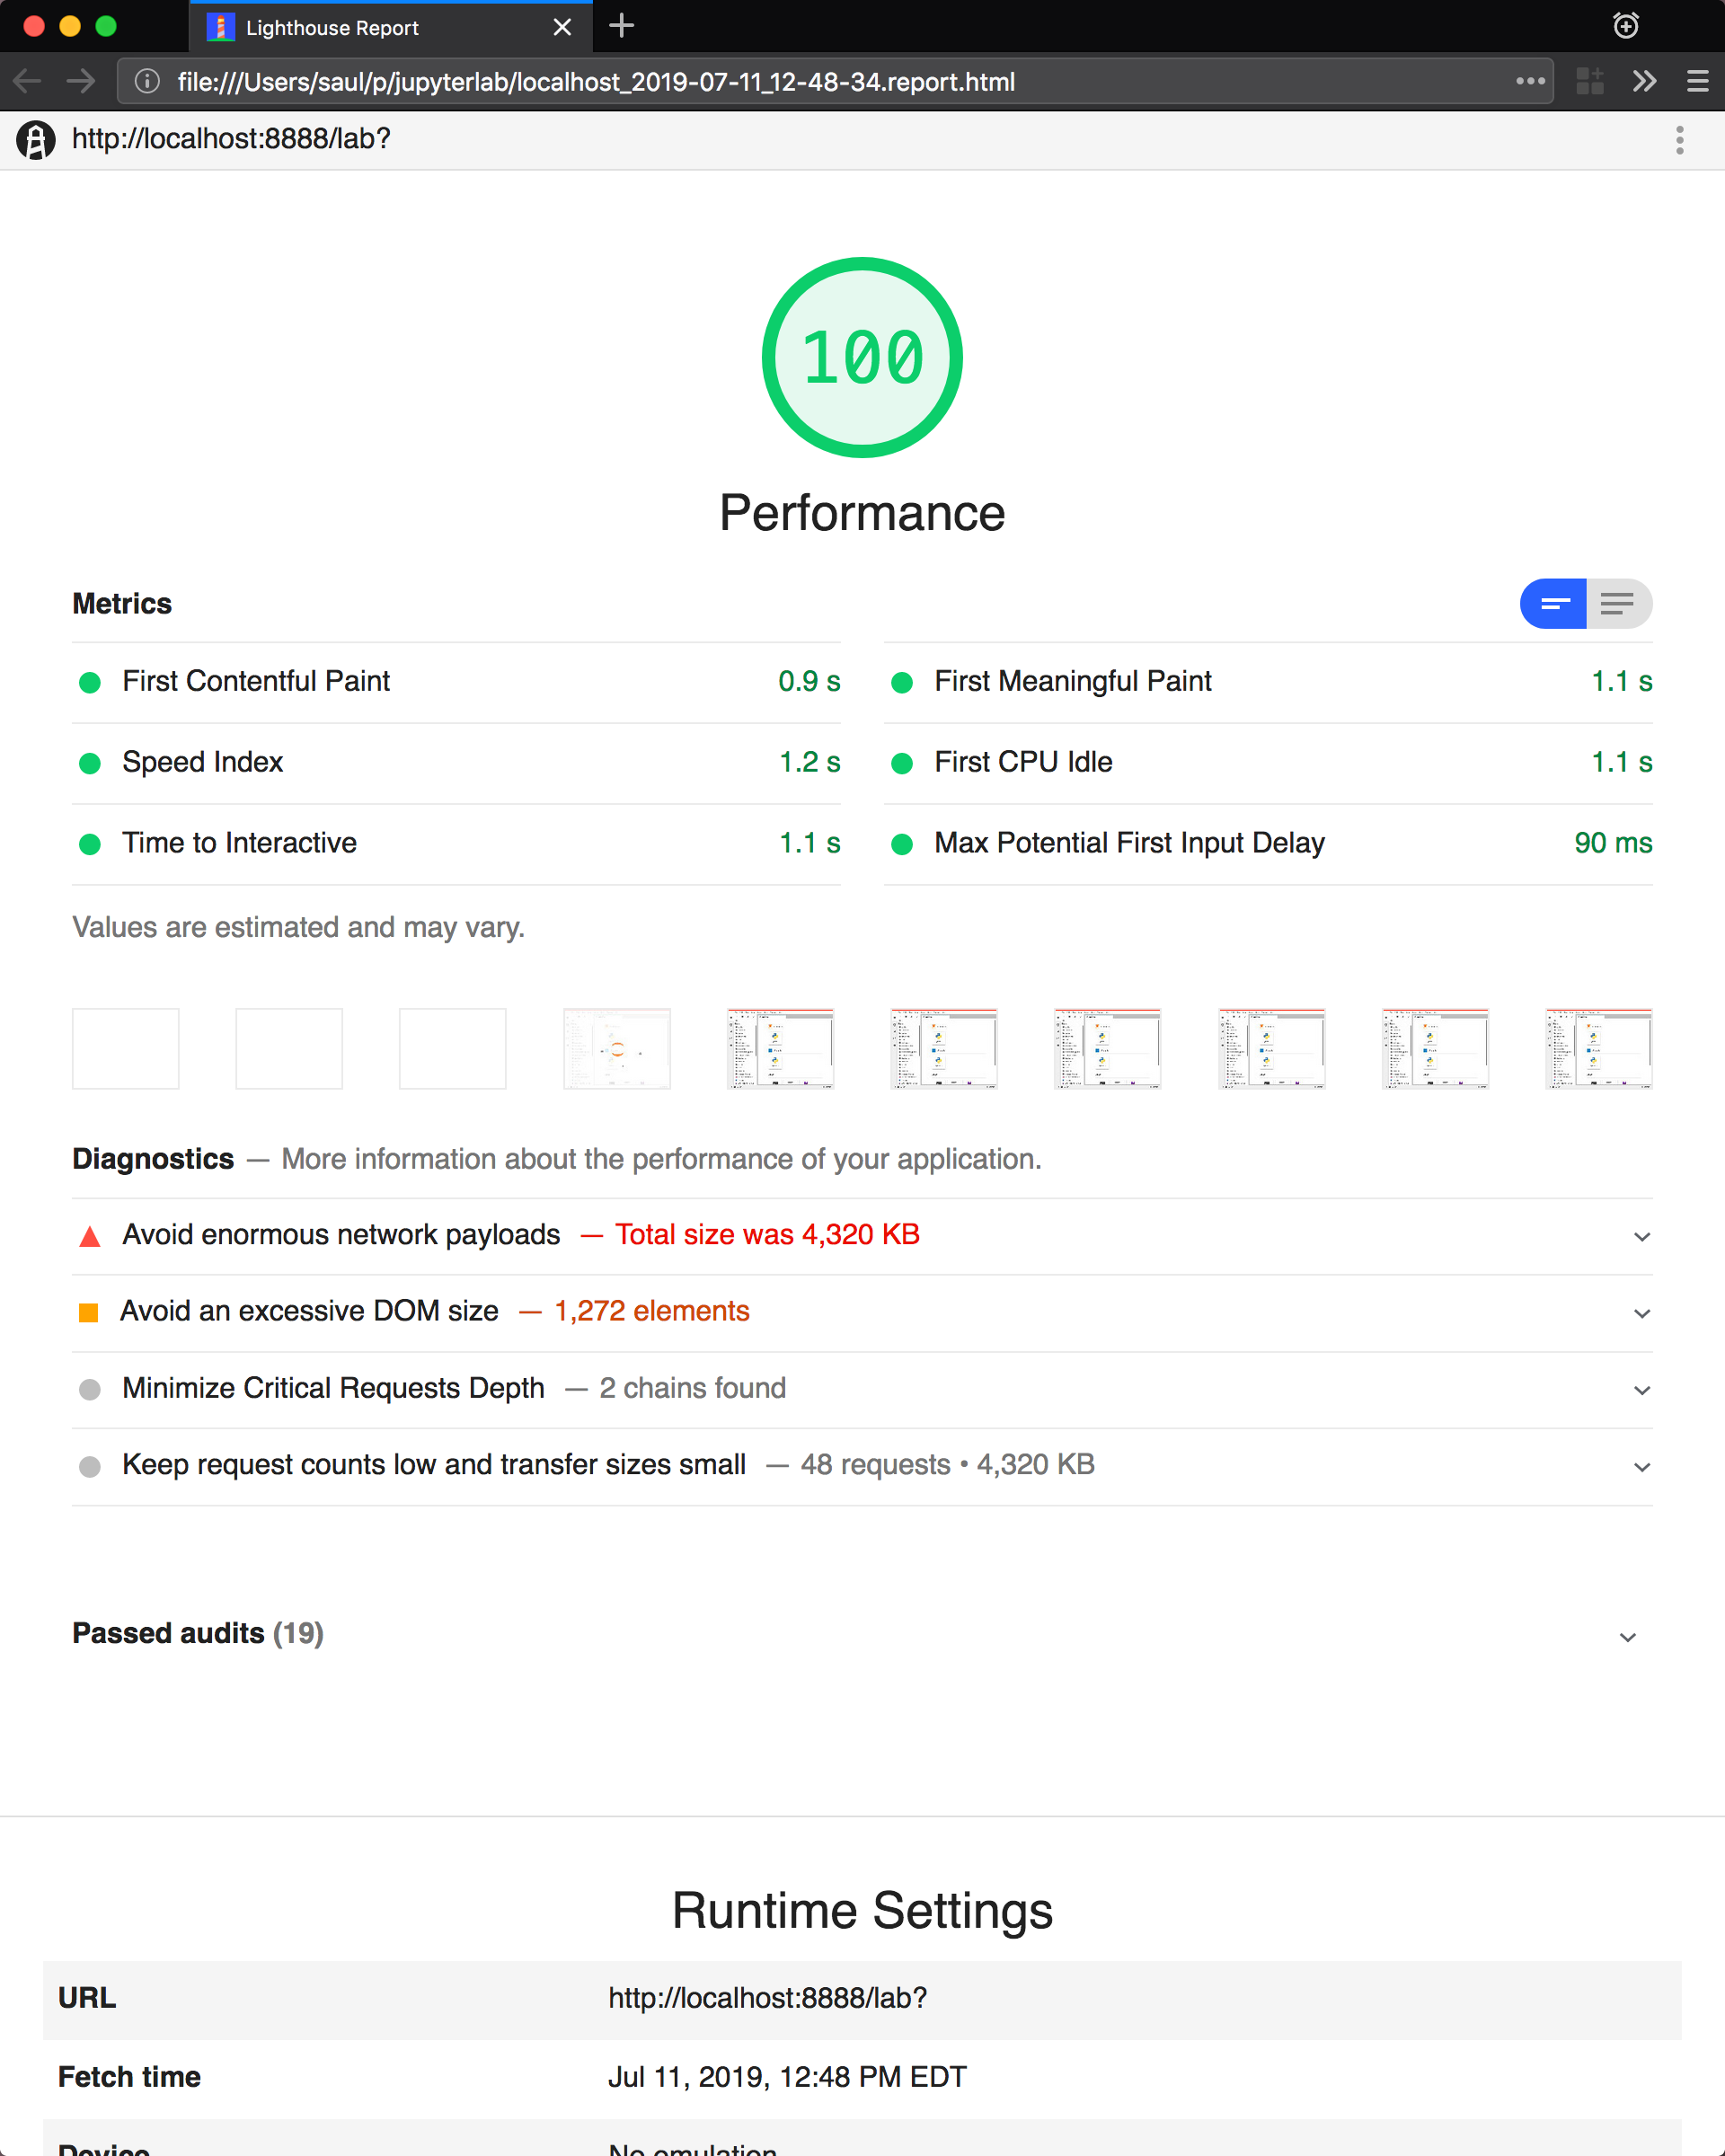 Lighthouse Report
file:///Users/saul/p/jupyterlab/localhost_2019-07-11_12-48-34.report.html
http://localhost:8888/lab?
100
Performance
Metrics
First Contentful Paint 0.9 s
First Meaningful Paint 1.1 s
Speed Index 1.2 s
First CPU Idle 1.1 s
Time to Interactive 1.1 s
Max Potential First Input Delay 90 ms
Values are estimated and may vary.
Diagnostics — More information about the performance of your application.
Avoid enormous network payloads — Total size was 4,320 KB
Avoid an excessive DOM size — 1,272 elements
Minimize Critical Requests Depth — 2 chains found
Keep request counts low and transfer sizes small — 48 requests • 4,320 KB
Passed audits (19)
Runtime Settings
URL http://localhost:8888/lab?
Fetch time Jul 11, 2019, 12:48 PM EDT
Device No emulation